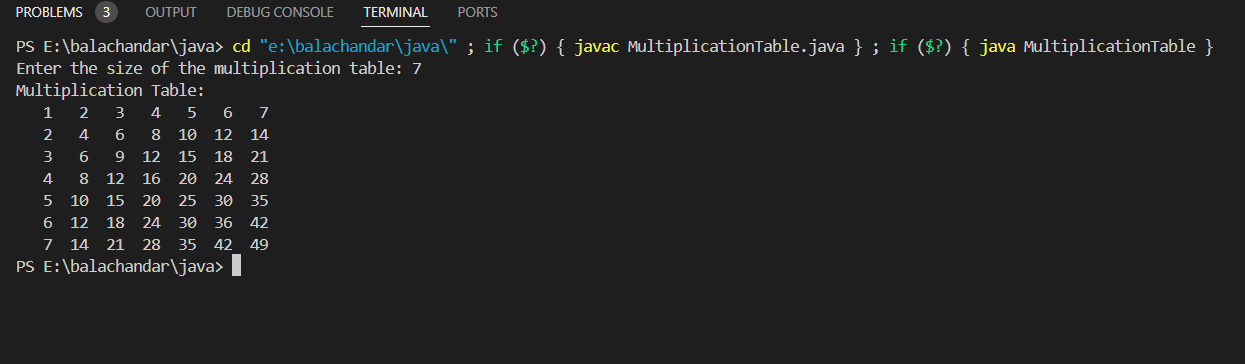 PROBLEMS 3 OUTPUT DEBUG CONSOLE TERMINAL PORTS
PS E:\balachandar\java> cd "e:\balachandar\java\" ; if ($?) { javac MultiplicationTable.java } ; if ($?) { java MultiplicationTable }
Enter the size of the multiplication table: 7
Multiplication Table:
   1   2   3   4   5   6   7
   2   4   6   8  10  12  14
   3   6   9  12  15  18  21
   4   8  12  16  20  24  28
   5  10  15  20  25  30  35
   6  12  18  24  30  36  42
   7  14  21  28  35  42  49
PS E:\balachandar\java>